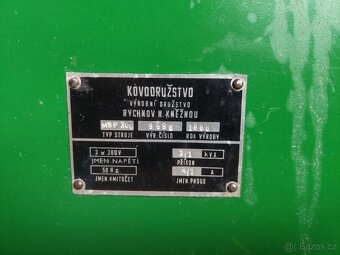 KOVODRUŽSTVO
VÝROBNÍ DRUŽSTVO
RYCHNOV N. KNĚŽNOU
TYP STROJE VÝR. ČÍSLO ROK VÝROBY
3 x 380V kVA
JMEN. NAPĚTÍ PŘÍKON
50 Hz A
JMEN KMITOČET JMEN PROUD
bazos.cz